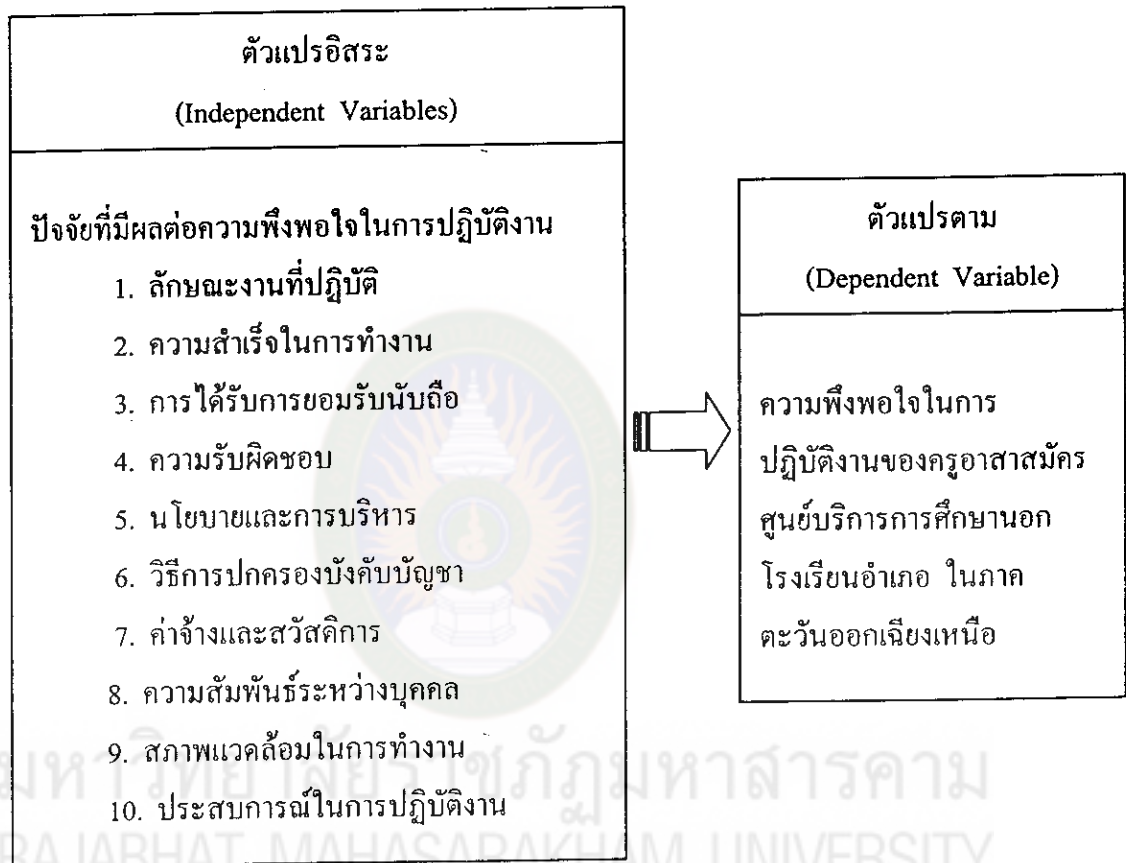 ตัวแปรอิสระ
(Independent Variables)
ปัจจัยที่มีผลต่อความพึงพอใจในการปฏิบัติงาน
1. ลักษณะงานที่ปฏิบัติ
2. ความสำเร็จในการทำงาน
3. การได้รับการยอมรับนับถือ
4. ความรับผิดชอบ
5. นโยบายและการบริหาร
6. วิธีการปกครองบังคับบัญชา
7. ค่าจ้างและสวัสดิการ
8. ความสัมพันธ์ระหว่างบุคคล
9. สภาพแวดล้อมในการทำงาน
10. ประสบการณ์ในการปฏิบัติงาน
ตัวแปรตาม
(Dependent Variable)
ความพึงพอใจในการ
ปฏิบัติงานของครูอาสาสมัคร
ศูนย์บริการการศึกษานอก
โรงเรียนอำเภอ ในภาค
ตะวันออกเฉียงเหนือ
มหาวิทยาลัยราชภัฏมหาสารคาม
RAJABHAT MAHASARAKHAM UNIVERSITY